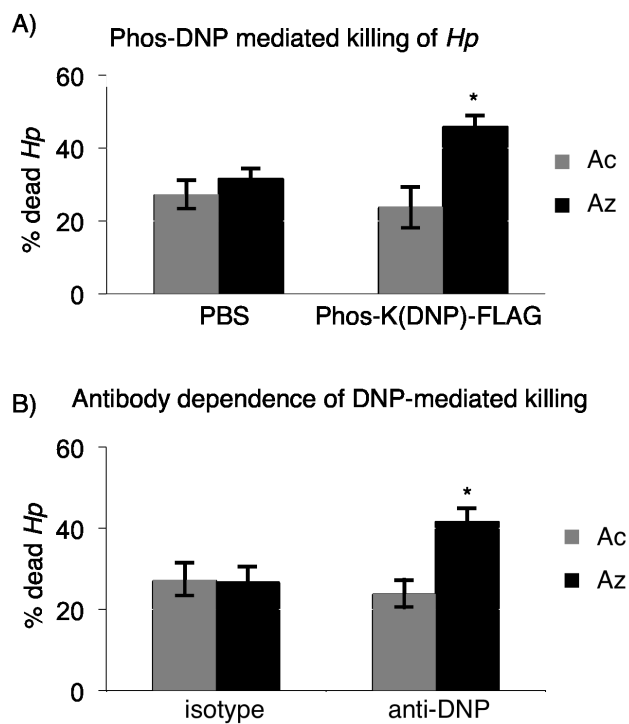 A) Phos-DNP mediated killing of Hp
60
40
20
0
% dead Hp
*
Ac
Az
PBS Phos-K(DNP)-FLAG
B) Antibody dependence of DNP-mediated killing
60
40
20
0
% dead Hp
*
Ac
Az
isotype anti-DNP